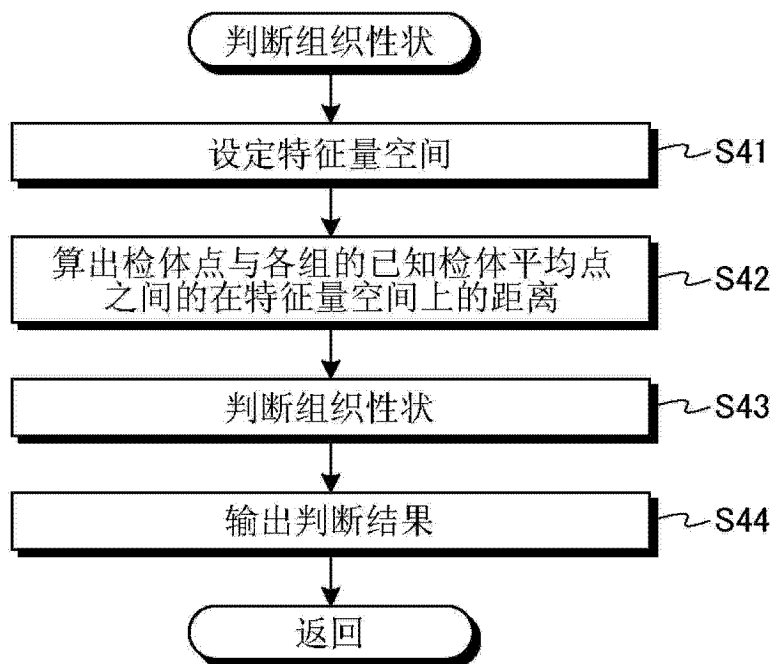 判断组织性状
设定特征量空间
S41
算出检体点与各组的已知检体平均点
之间的在特征量空间上的距离
S42
判断组织性状
S43
输出判断结果
S44
返回